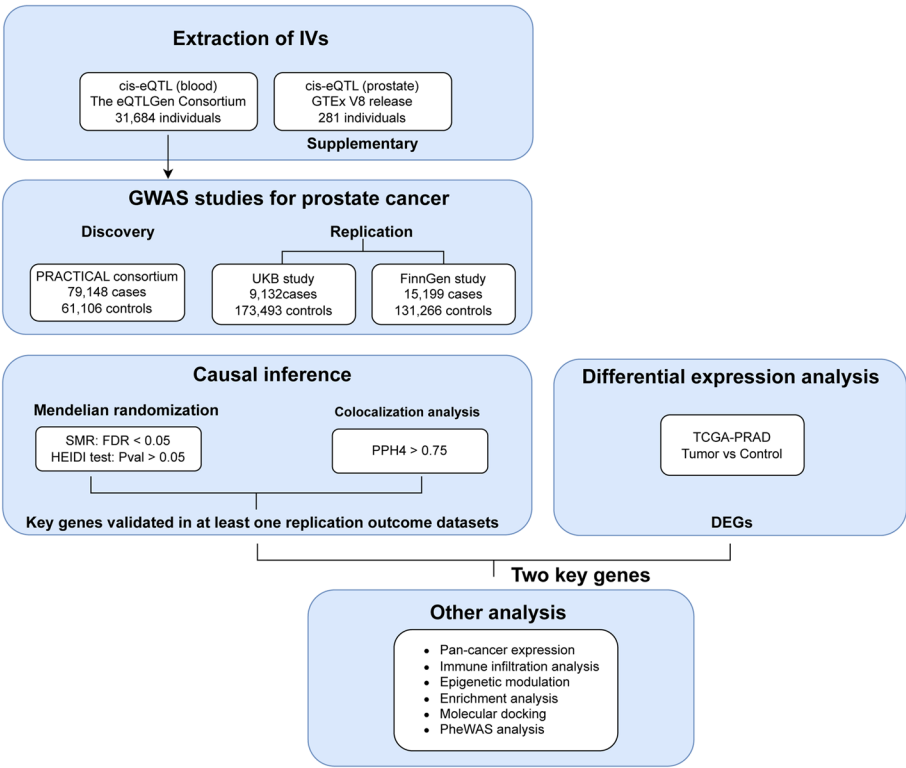 Extraction of IVs
cis-eQTL (blood)
The eQTLGen Consortium
31,684 individuals
cis-eQTL (prostate)
GTEx V8 release
281 individuals
Supplementary
GWAS studies for prostate cancer
Discovery
PRACTICAL consortium
79,148 cases
61,106 controls
Replication
UKB study
9,132cases
173,493 controls
FinnGen study
15,199 cases
131,266 controls
Causal inference
Mendelian randomization
SMR: FDR < 0.05
HEIDI test: Pval > 0.05
Colocalization analysis
PPH4 > 0.75
Key genes validated in at least one replication outcome datasets
Differential expression analysis
TCGA-PRAD
Tumor vs Control
DEGs
Two key genes
Other analysis
• Pan-cancer expression
• Immune infiltration analysis
• Epigenetic modulation
• Enrichment analysis
• Molecular docking
• PheWAS analysis